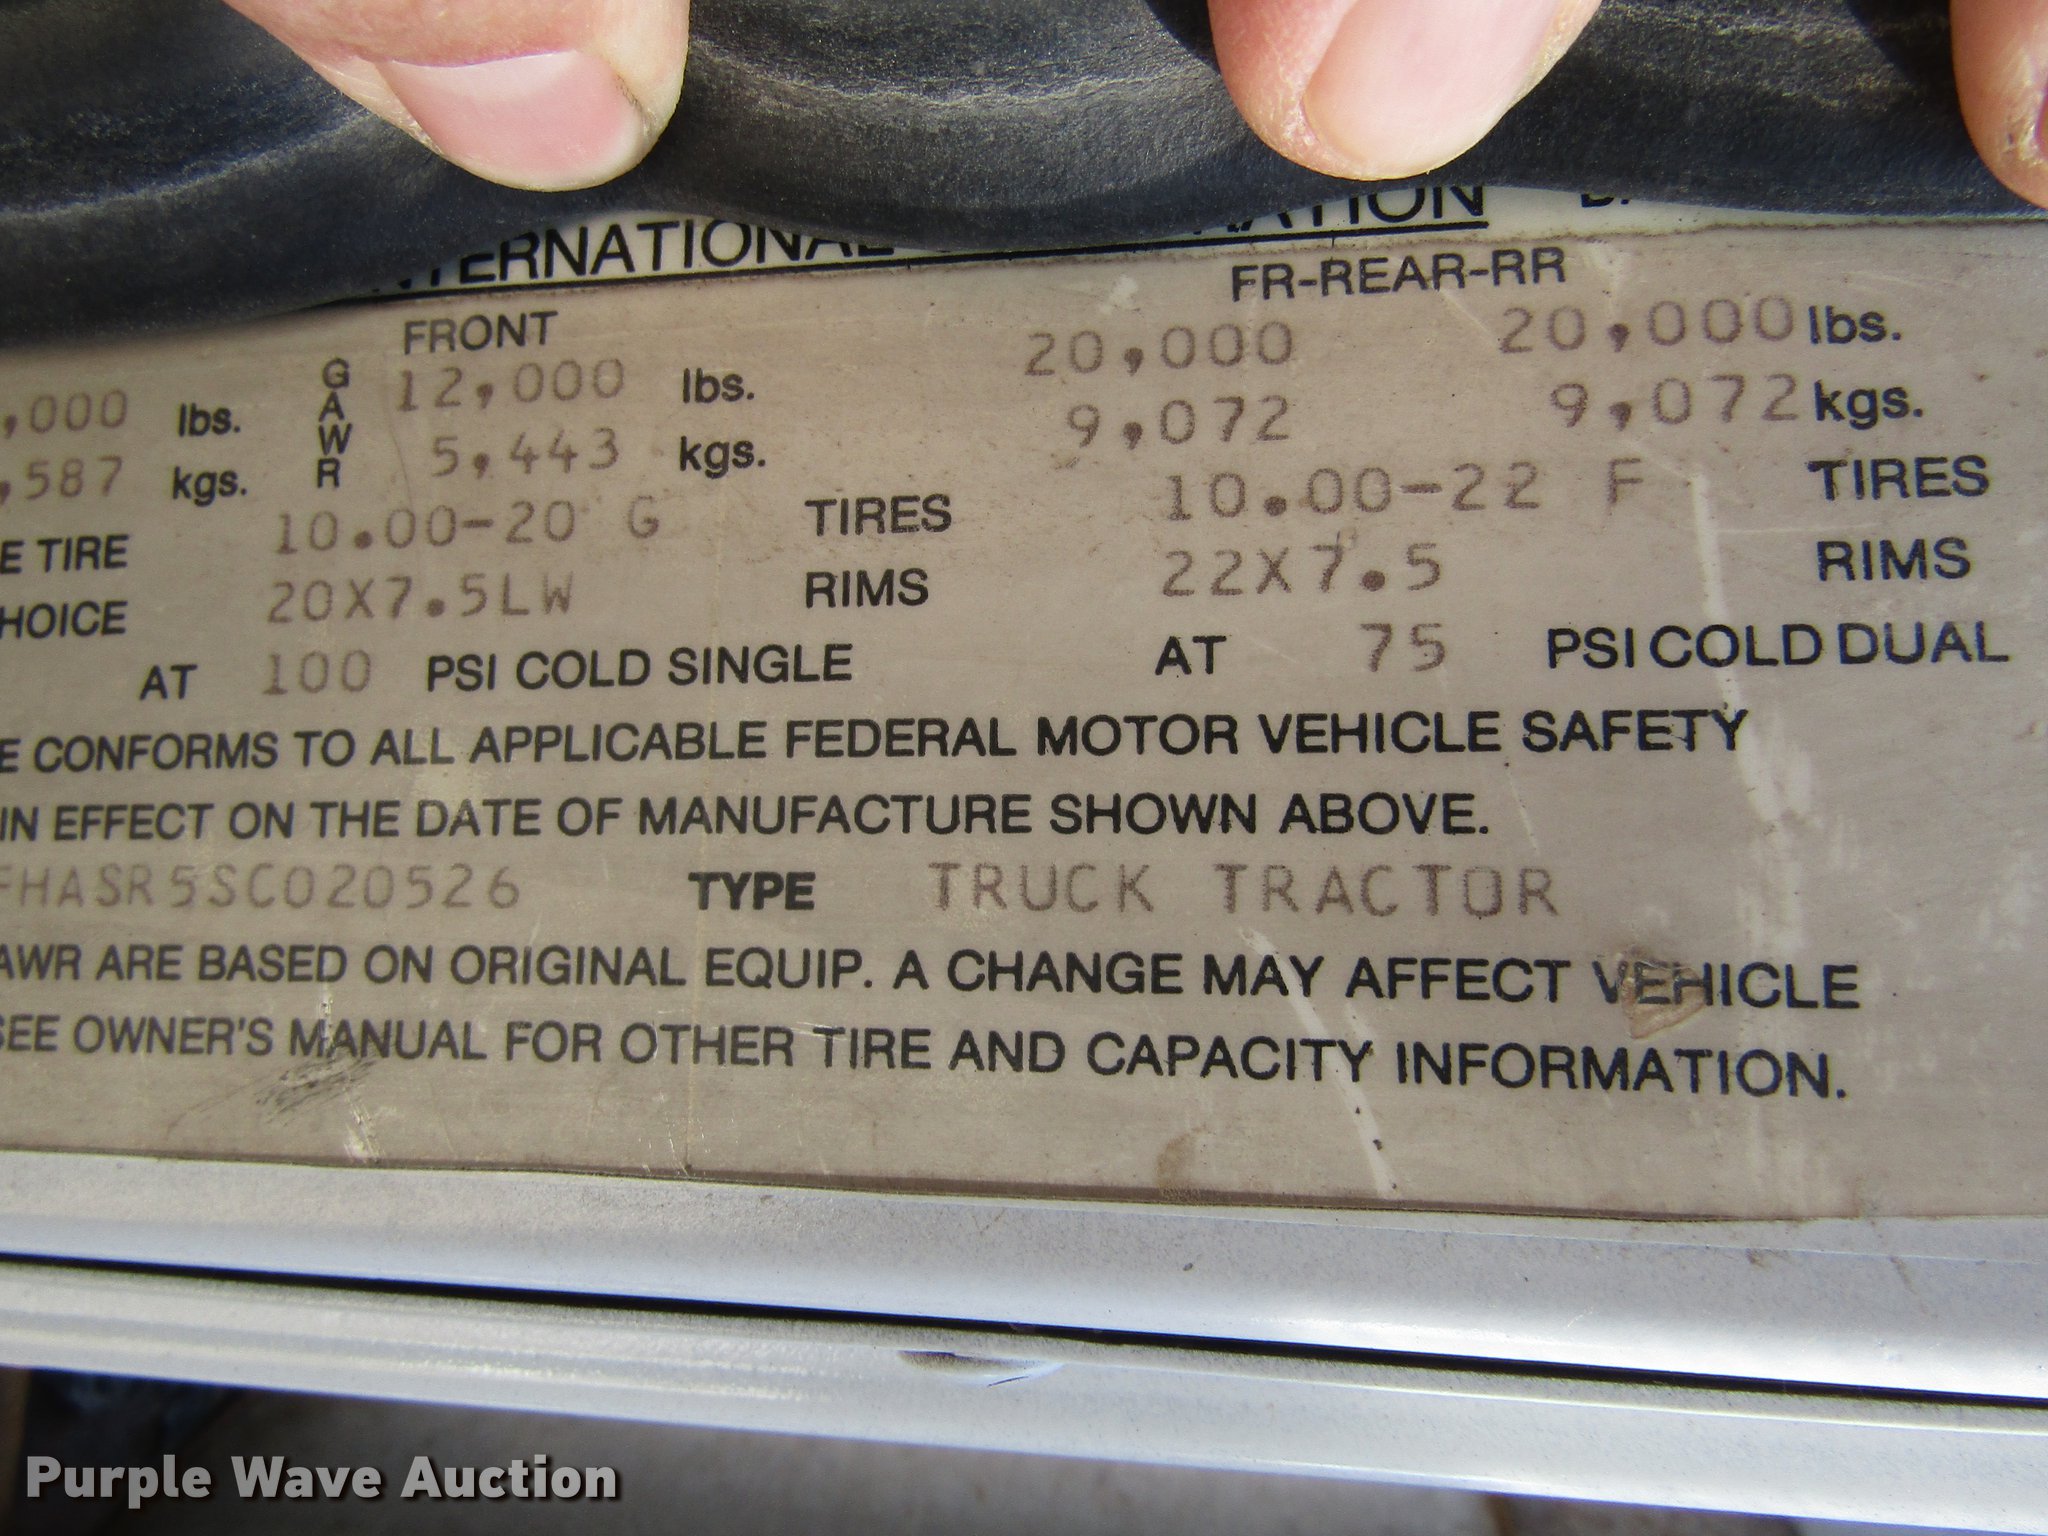 INTERNATIONAL
FRONT FR-REAR-RR
,000 lbs. GAWR 12,000 lbs. 20,000 20,000 lbs.
,587 kgs. 5,443 kgs. 9,072 9,072 kgs.
E TIRE 10.00-20 G TIRES 10.00-22 F TIRES
HOICE 20X7.5LW RIMS 22X7.5 RIMS
AT 100 PSI COLD SINGLE AT 75 PSI COLD DUAL
E CONFORMS TO ALL APPLICABLE FEDERAL MOTOR VEHICLE SAFETY
IN EFFECT ON THE DATE OF MANUFACTURE SHOWN ABOVE.
FHASR5SC020526 TYPE TRUCK TRACTOR
AWR ARE BASED ON ORIGINAL EQUIP. A CHANGE MAY AFFECT VEHICLE
SEE OWNER'S MANUAL FOR OTHER TIRE AND CAPACITY INFORMATION.
Purple Wave Auction